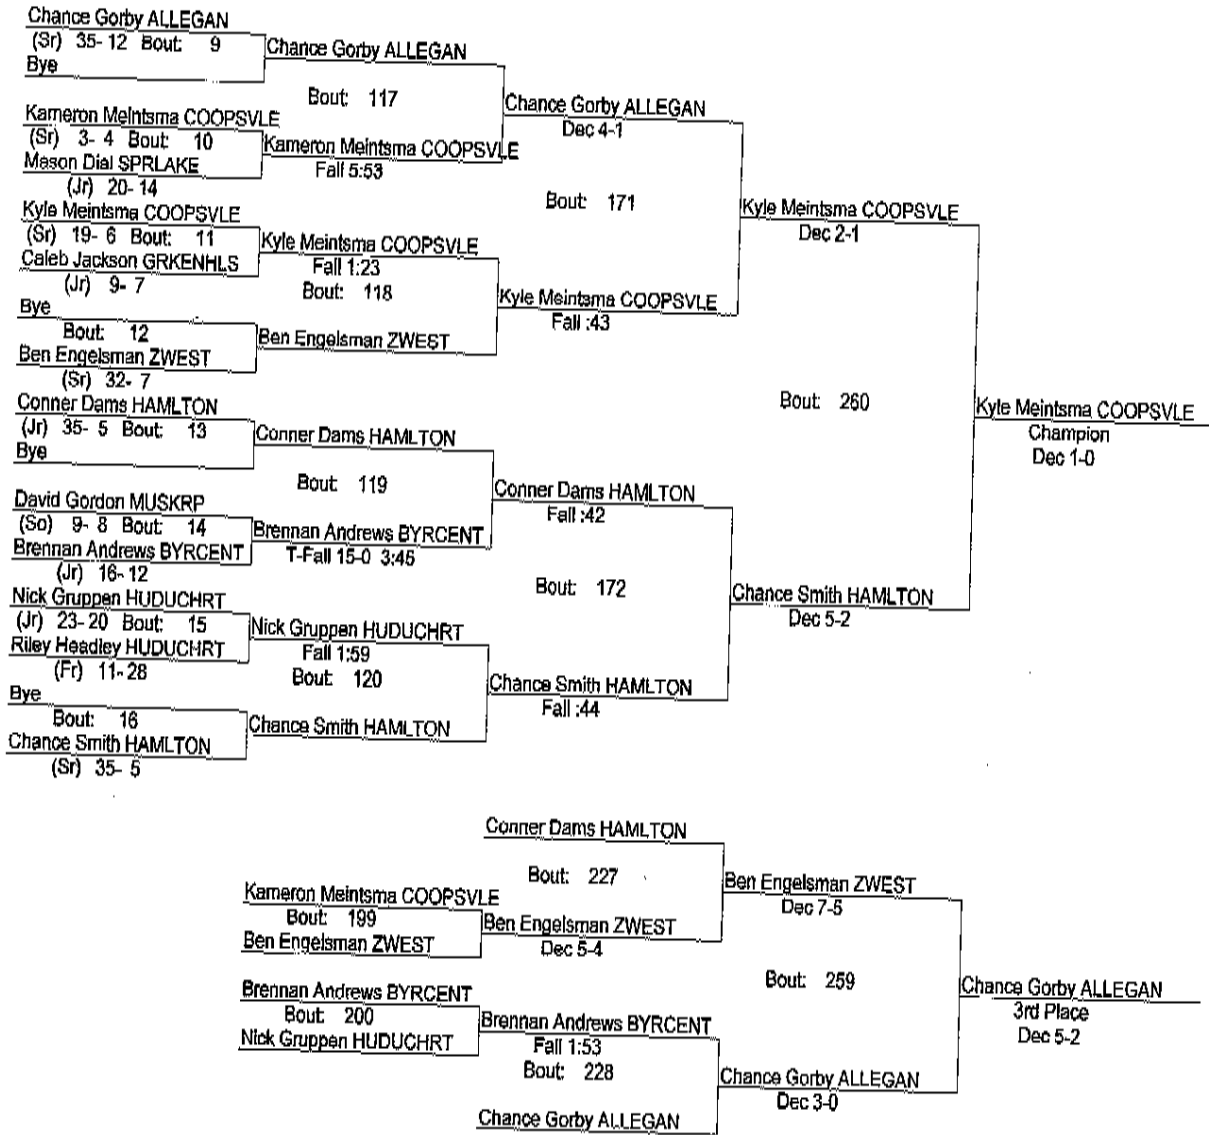 Chance Gorby ALLEGAN
(Sr) 35- 12 Bout: 9
Bye
Chance Gorby ALLEGAN
Bout: 117
Kameron Meintsma COOPSVLE
(Sr) 3- 4 Bout: 10
Mason Dial SPRLAKE
(Jr) 20- 14
Kameron Meintsma COOPSVLE
Fall 5:53
Chance Gorby ALLEGAN
Dec 4-1
Bout: 171
Kyle Meintsma COOPSVLE
(Sr) 19- 6 Bout: 11
Caleb Jackson GRKENHLS
(Jr) 9- 7
Kyle Meintsma COOPSVLE
Fall 1:23
Bout: 118
Bye
Bout: 12
Ben Engelsman ZWEST
(Sr) 32- 7
Ben Engelsman ZWEST
Kyle Meintsma COOPSVLE
Fall :43
Kyle Meintsma COOPSVLE
Dec 2-1
Bout: 260
Kyle Meintsma COOPSVLE
Champion
Dec 1-0
Conner Dams HAMLTON
(Jr) 35- 5 Bout: 13
Bye
Conner Dams HAMLTON
Bout: 119
David Gordon MUSKRP
(So) 9- 8 Bout: 14
Brennan Andrews BYRCENT
(Jr) 16- 12
Brennan Andrews BYRCENT
T-Fall 15-0 3:45
Conner Dams HAMLTON
Fall :42
Bout: 172
Nick Gruppen HUDUCHRT
(Jr) 23- 20 Bout: 15
Riley Headley HUDUCHRT
(Fr) 11- 28
Nick Gruppen HUDUCHRT
Fall 1:59
Bout: 120
Bye
Bout: 16
Chance Smith HAMLTON
(Sr) 35- 5
Chance Smith HAMLTON
Chance Smith HAMLTON
Fall :44
Chance Smith HAMLTON
Dec 5-2
Conner Dams HAMLTON
Bout: 227
Kameron Meintsma COOPSVLE
Bout: 199
Ben Engelsman ZWEST
Ben Engelsman ZWEST
Dec 5-4
Ben Engelsman ZWEST
Dec 7-5
Bout: 259
Brennan Andrews BYRCENT
Bout: 200
Nick Gruppen HUDUCHRT
Brennan Andrews BYRCENT
Fall 1:53
Bout: 228
Chance Gorby ALLEGAN
Chance Gorby ALLEGAN
Dec 3-0
Chance Gorby ALLEGAN
3rd Place
Dec 5-2